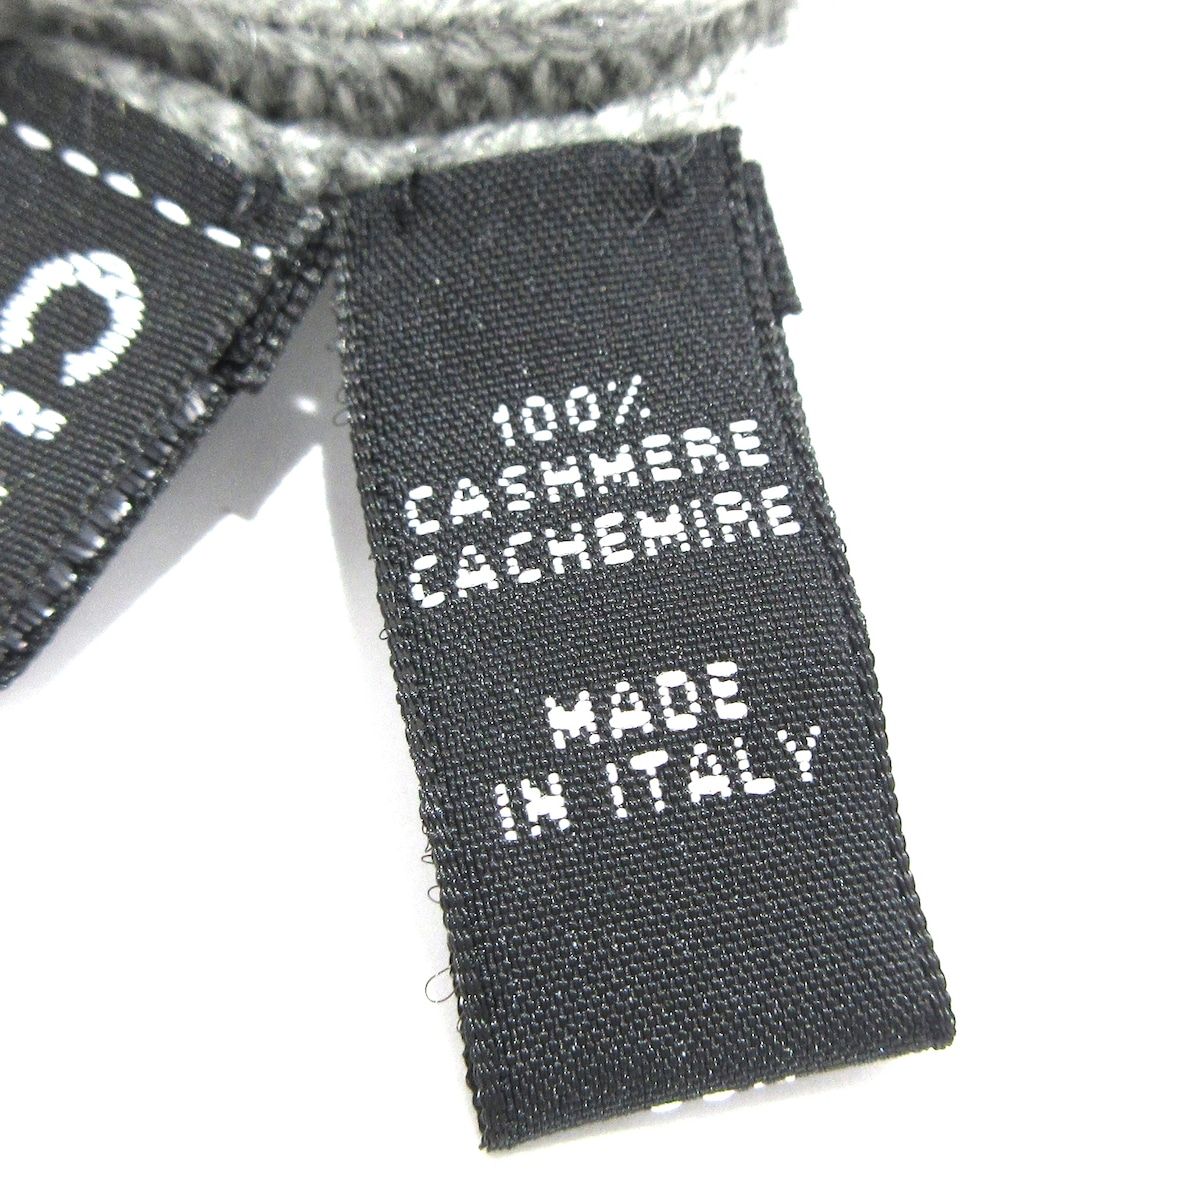 100%
CASHMERE
CACHEMIRE
MADE
IN ITALY